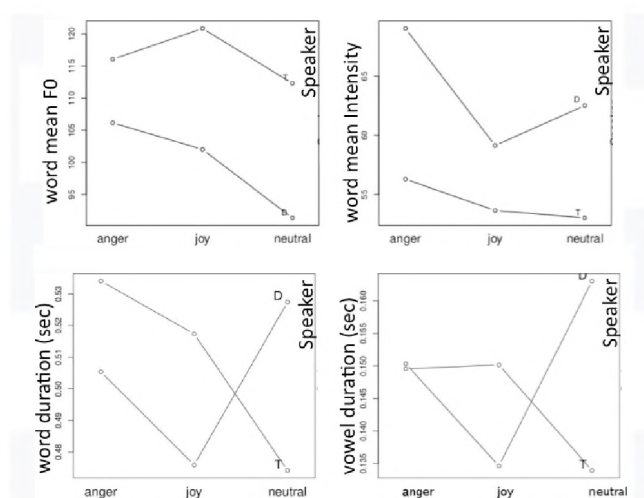 word mean F0
120
115
110
105
100
95
T
D
Speaker
anger joy neutral
word mean Intensity
65
60
55
D
T
Speaker
anger joy neutral
word duration (sec)
0.53
0.52
0.51
0.50
0.49
0.48
D
T
Speaker
anger joy neutral
vowel duration (sec)
0.160
0.155
0.150
0.145
0.140
0.135
D
T
Speaker
anger joy neutral